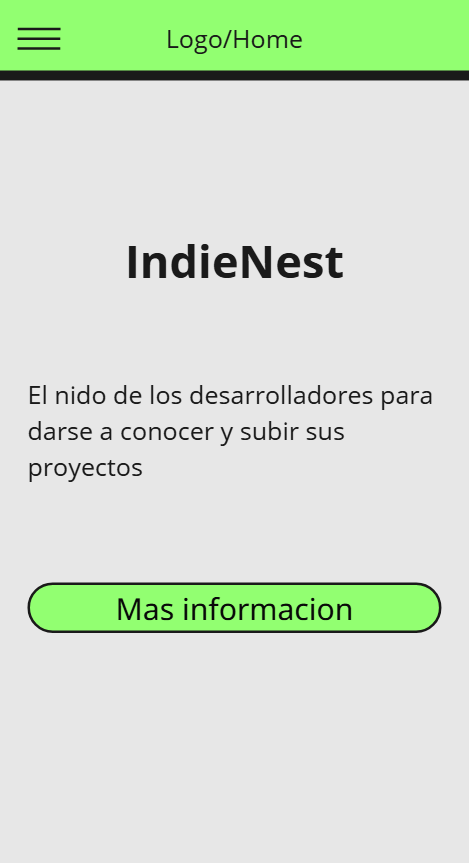 Logo/Home
IndieNest
El nido de los desarrolladores para
darse a conocer y subir sus
proyectos
Mas informacion